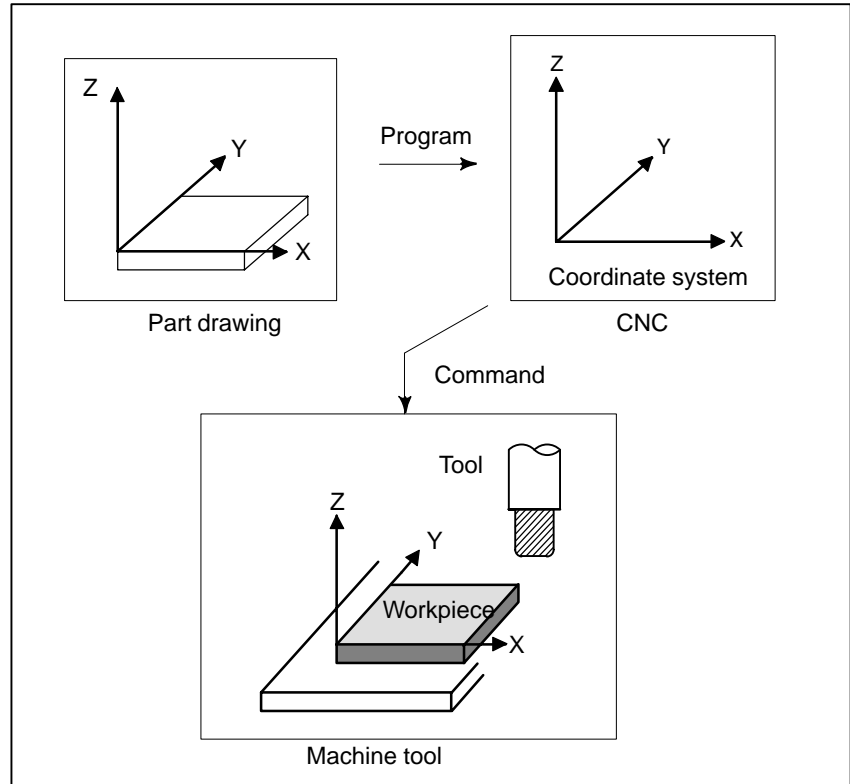 Z
Y
X
Part drawing
Program
Z
Y
X
Coordinate system
CNC
Command
Tool
Z
Y
Workpiece
X
Machine tool